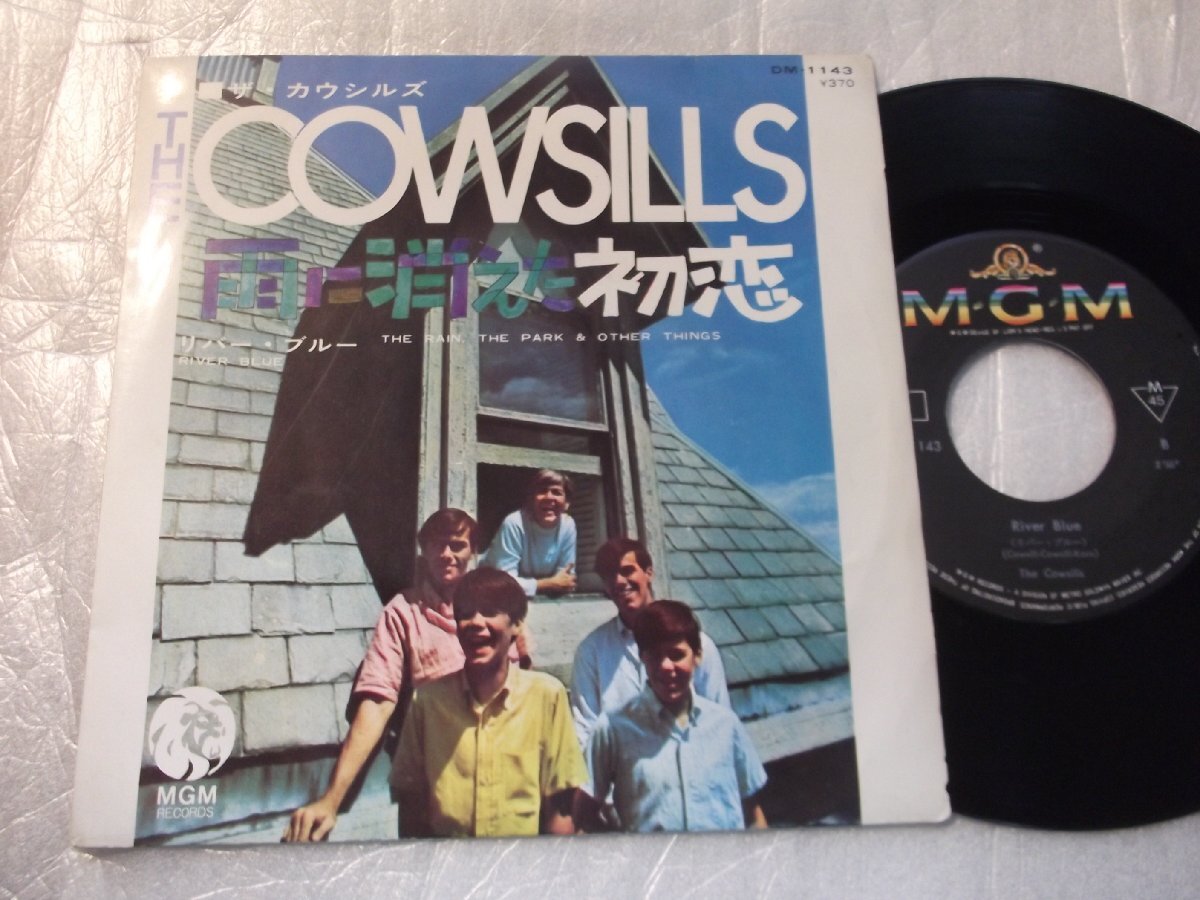 DM-1143
¥370
ザ・カウシルズ
THE
COWSILLS
雨に消えた初恋
リバー・ブルー
THE RAIN, THE PARK & OTHER THINGS
RIVER BLUE
MGM
RECORDS
M-G-M
M
45
143
B
River Blue
(リバー・ブルー)
The Cowsills